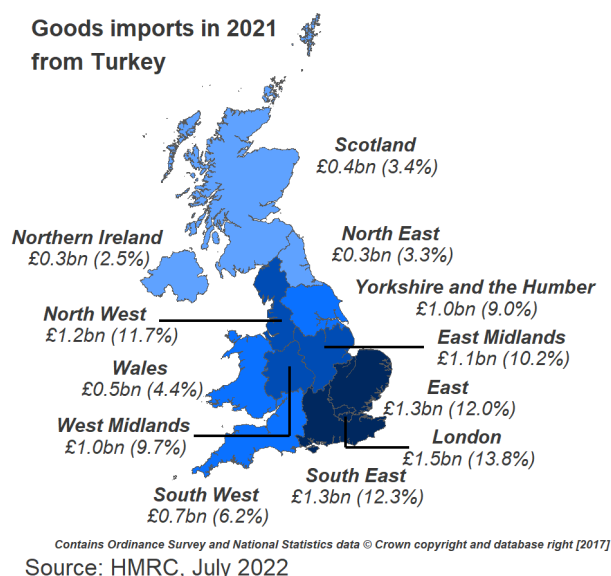 Goods imports in 2021
from Turkey
Scotland
£0.4bn (3.4%)
Northern Ireland
£0.3bn (2.5%)
North East
£0.3bn (3.3%)
Yorkshire and the Humber
£1.0bn (9.0%)
North West
£1.2bn (11.7%)
East Midlands
£1.1bn (10.2%)
Wales
£0.5bn (4.4%)
East
£1.3bn (12.0%)
West Midlands
£1.0bn (9.7%)
London
£1.5bn (13.8%)
South East
£1.3bn (12.3%)
South West
£0.7bn (6.2%)
Contains Ordinance Survey and National Statistics data © Crown copyright and database right [2017]
Source: HMRC, July 2022